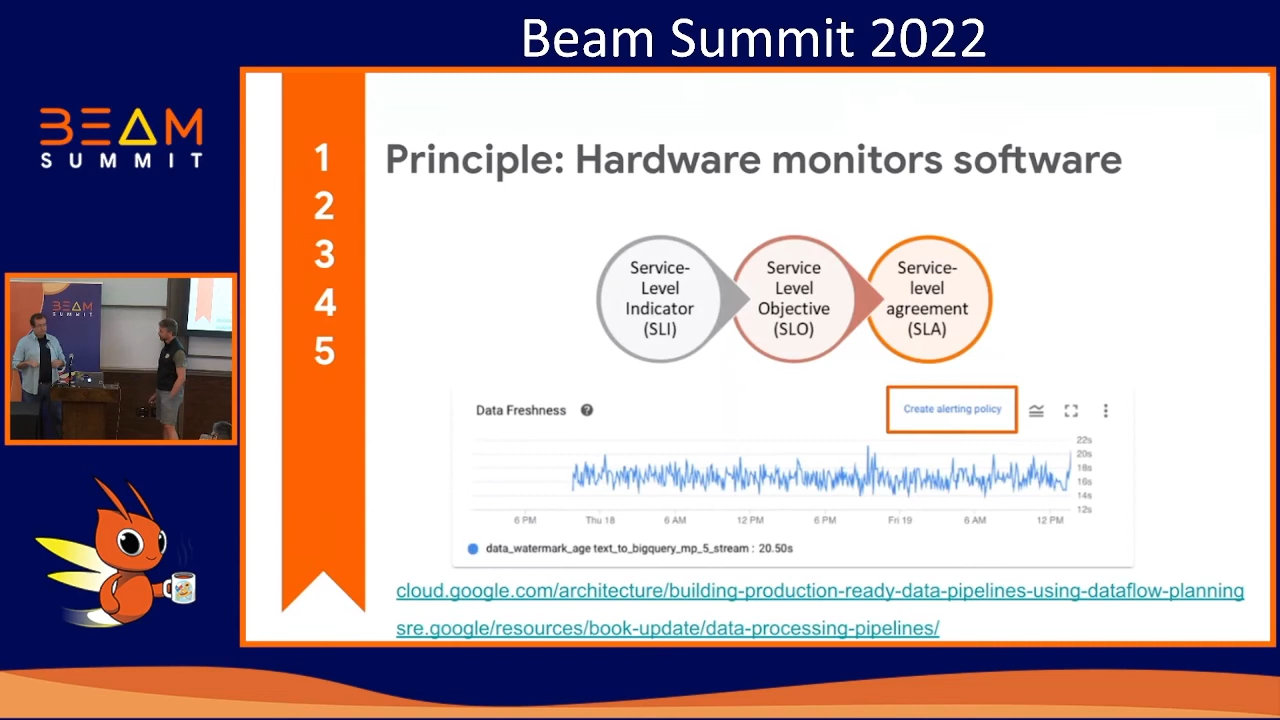 Beam Summit 2022
BEAM
SUMMIT
1
2
3
4
5
Principle: Hardware monitors software
Service-
Level
Indicator
(SLI)
Service
Level
Objective
(SLO)
Service-
level
agreement
(SLA)
Data Freshness ?
Create alerting policy
22s
20s
18s
16s
14s
12s
6 PM Thu 18 6 AM 12 PM 6 PM Fri 19 6 AM 12 PM
data_watermark_age text_to_bigquery_mp_5_stream : 20.50s
cloud.google.com/architecture/building-production-ready-data-pipelines-using-dataflow-planning
sre.google/resources/book-update/data-processing-pipelines/
BEAM
SUMMIT